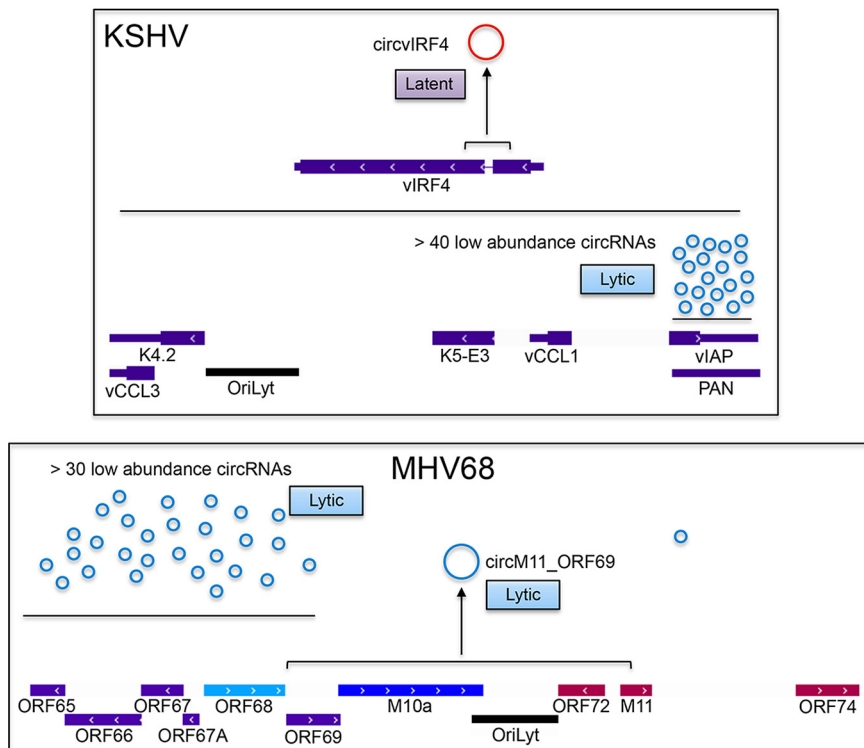 KSHV
circvIRF4
Latent
vIRF4
> 40 low abundance circRNAs
Lytic
K4.2
K5-E3
vCCL1
vIAP
vCCL3
OriLyt
PAN
> 30 low abundance circRNAs
MHV68
Lytic
circM11_ORF69
Lytic
ORF65
ORF67
ORF68
M10a
ORF72
M11
ORF74
ORF66
ORF67A
ORF69
OriLyt